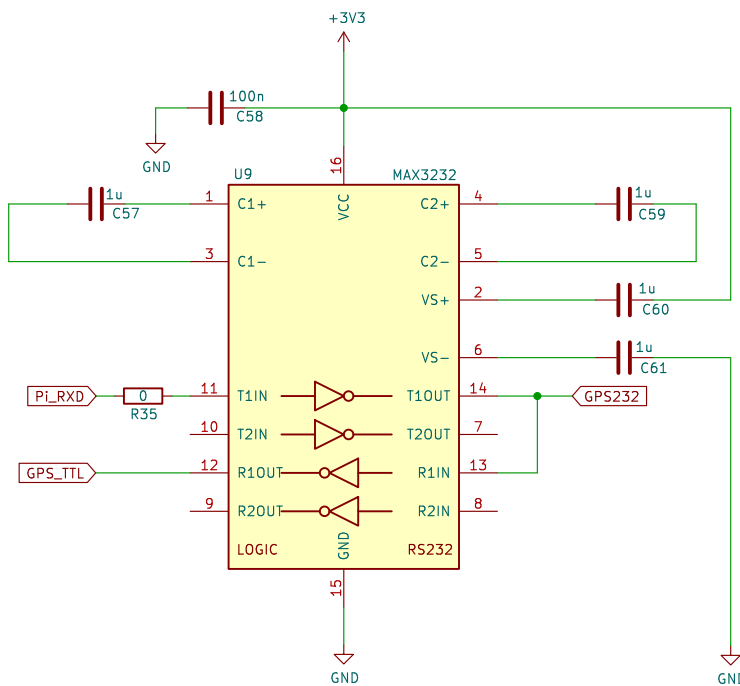 +3V3
100n
C58
GND
U9
MAX3232
16
VCC
1u
C57
1
C1+
C2+
4
1u
C59
3
C1-
C2-
5
VS+
2
1u
C60
VS-
6
1u
C61
Pi_RXD
0
R35
11
T1IN
T1OUT
14
GPS232
10
T2IN
T2OUT
7
GPS_TTL
12
R1OUT
R1IN
13
9
R2OUT
R2IN
8
LOGIC
GND
RS232
15
GND
GND